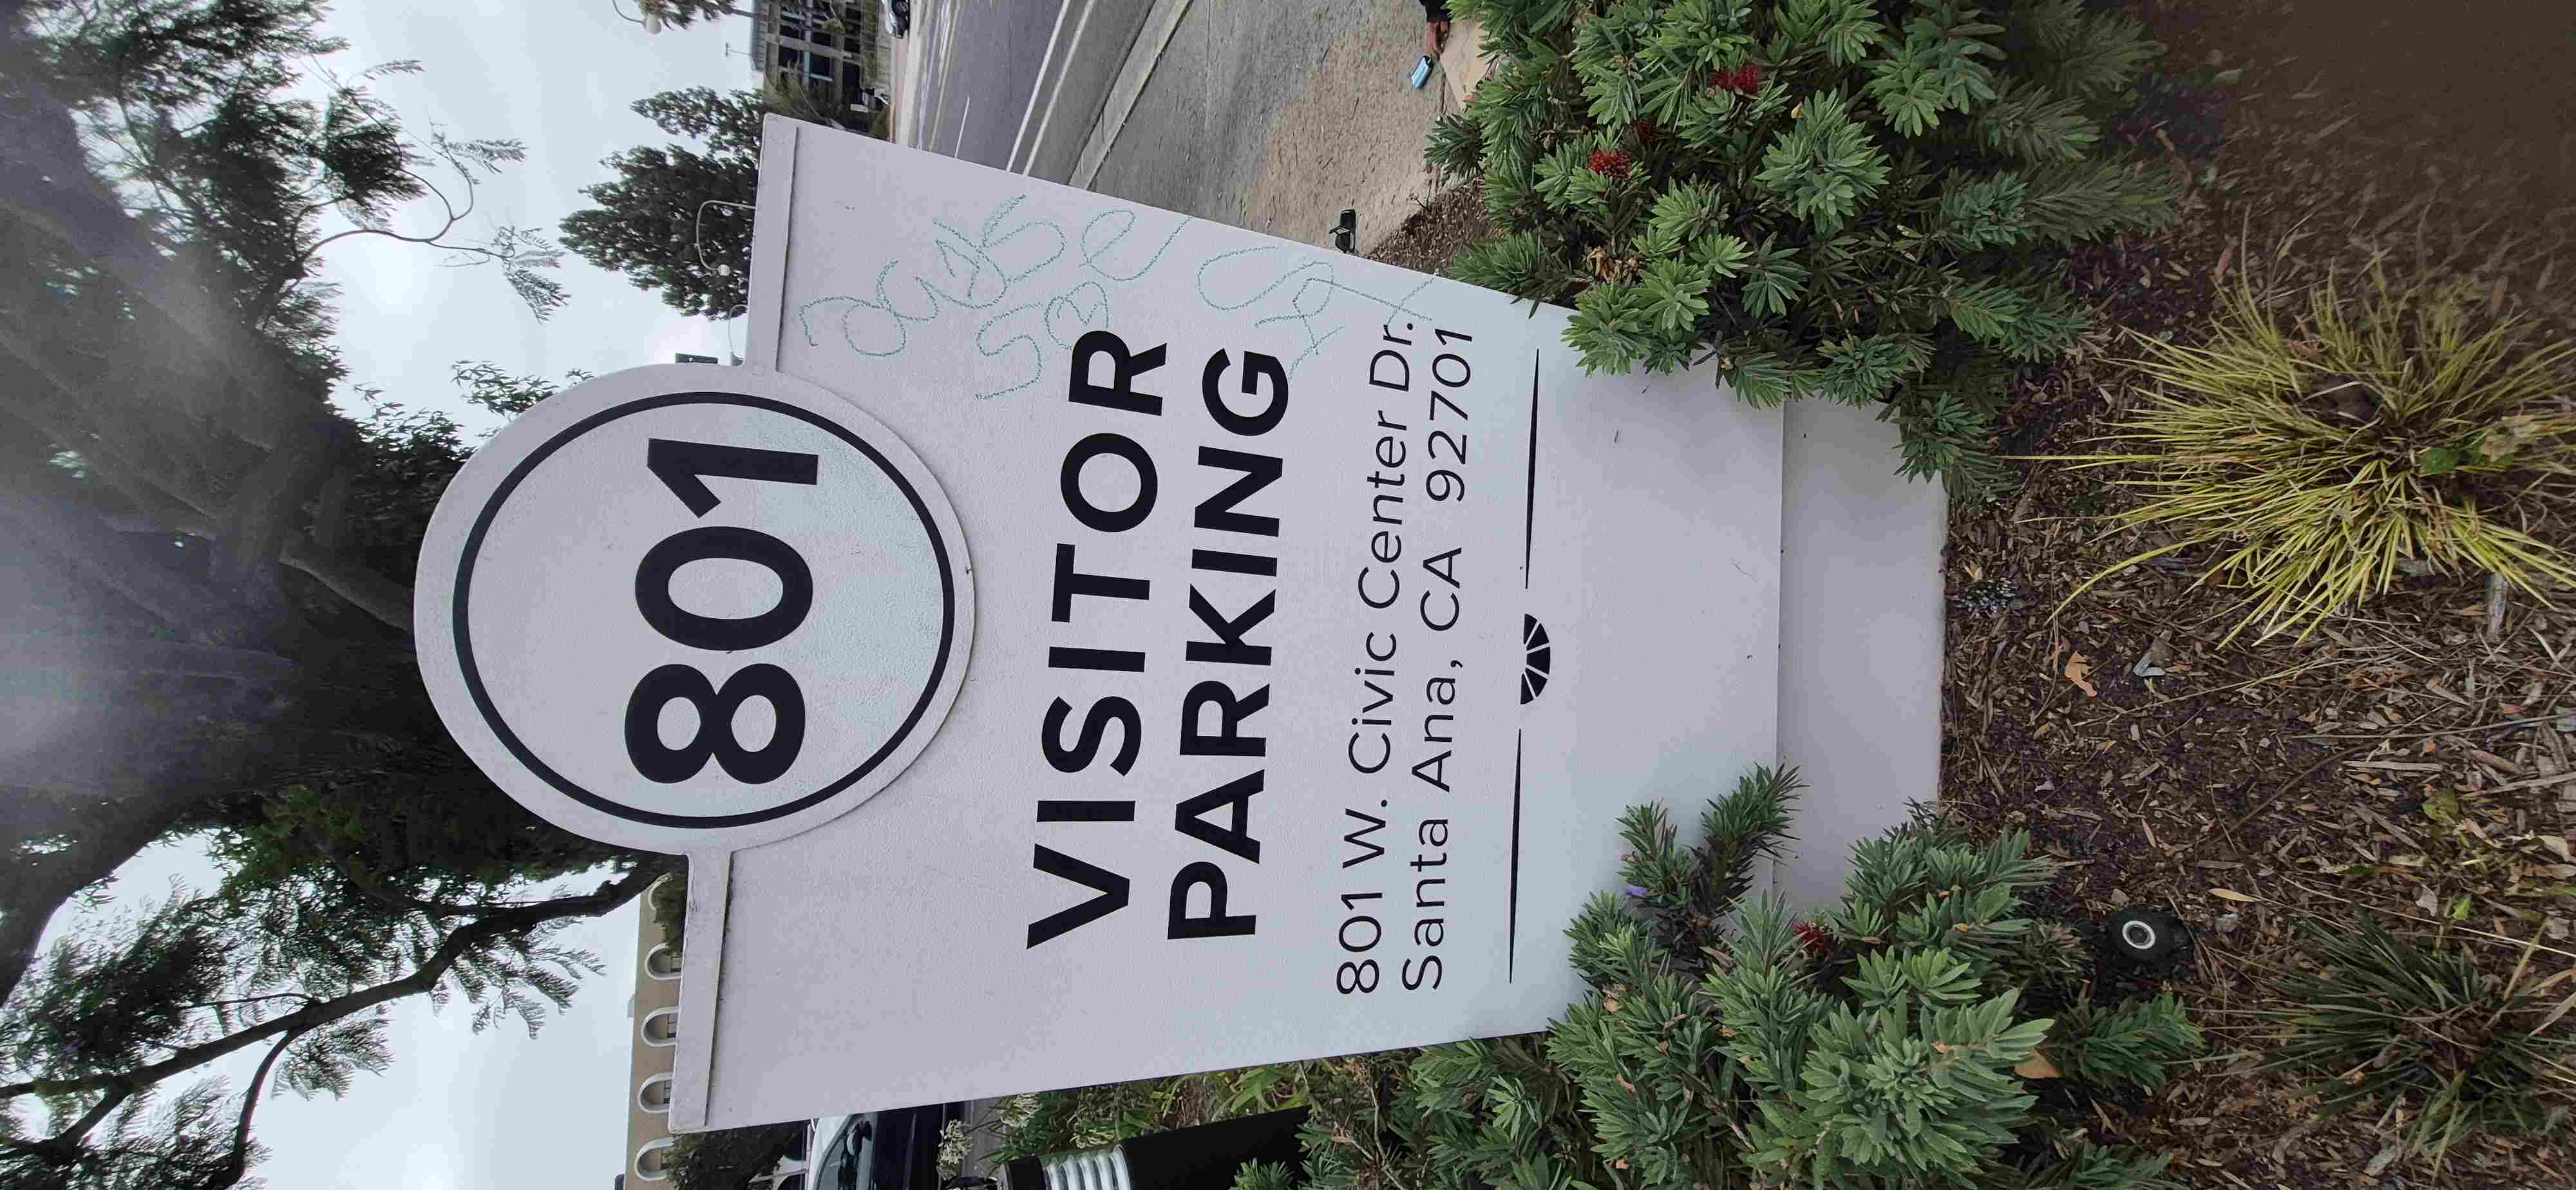 801
VISITOR
PARKING
801 W. Civic Center Dr.
Santa Ana, CA 92701